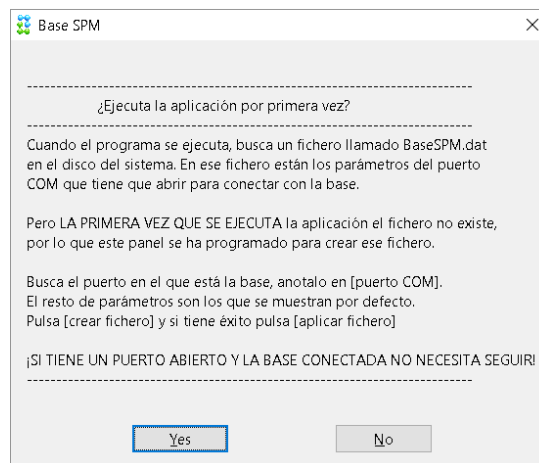 Base SPM
--------------------------------------------------------------------------
¿Ejecuta la aplicación por primera vez?
--------------------------------------------------------------------------
Cuando el programa se ejecuta, busca un fichero llamado BaseSPM.dat
en el disco del sistema. En ese fichero están los parámetros del puerto
COM que tiene que abrir para conectar con la base.
Pero LA PRIMERA VEZ QUE SE EJECUTA la aplicación el fichero no existe,
por lo que este panel se ha programado para crear ese fichero.
Busca el puerto en el que está la base, anotalo en [puerto COM].
El resto de parámetros son los que se muestran por defecto.
Pulsa [crear fichero] y si tiene éxito pulsa [aplicar fichero]
¡SI TIENE UN PUERTO ABIERTO Y LA BASE CONECTADA NO NECESITA SEGUIR!
--------------------------------------------------------------------------
Yes No